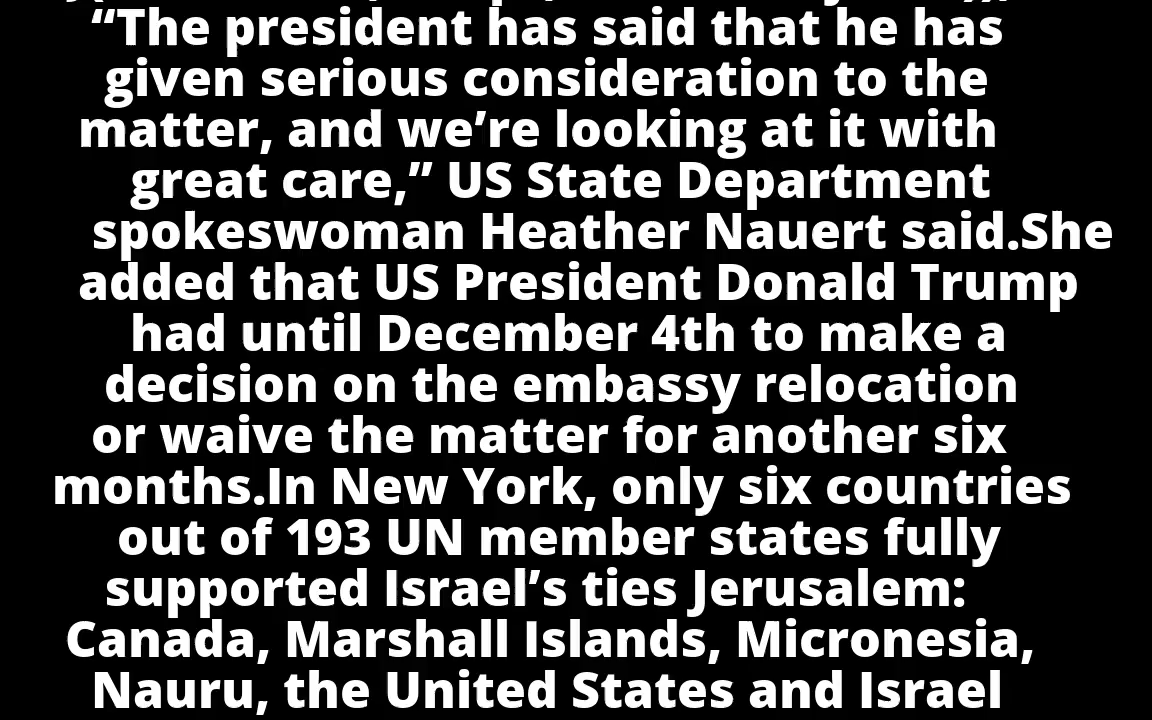 “The president has said that he has
given serious consideration to the
matter, and we’re looking at it with
great care,” US State Department
spokeswoman Heather Nauert said.She
added that US President Donald Trump
had until December 4th to make a
decision on the embassy relocation
or waive the matter for another six
months.In New York, only six countries
out of 193 UN member states fully
supported Israel’s ties Jerusalem:
Canada, Marshall Islands, Micronesia,
Nauru, the United States and Israel